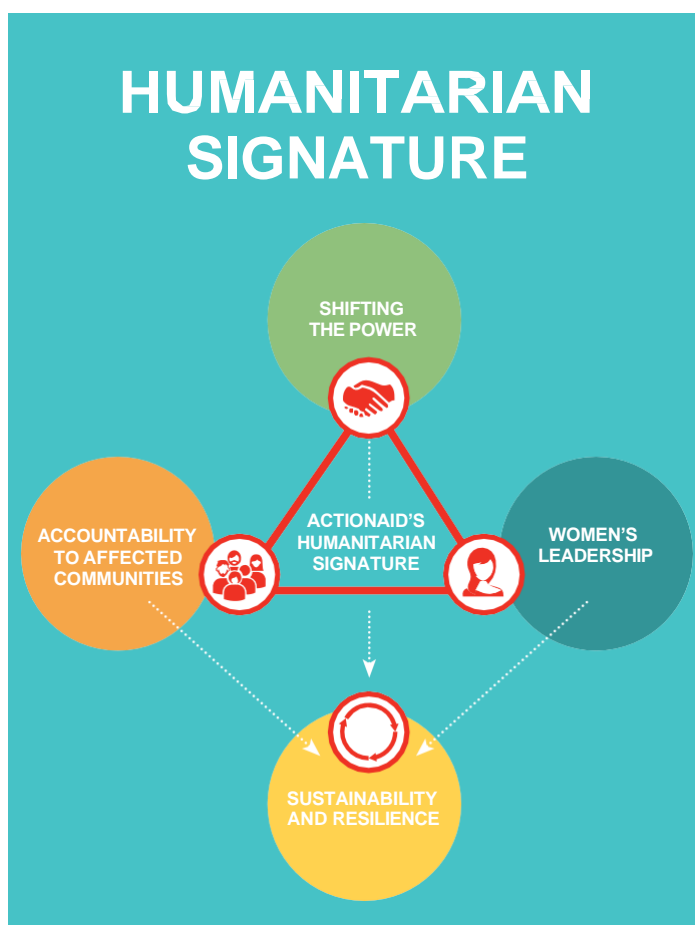 HUMANITARIAN
SIGNATURE
SHIFTING
THE POWER
ACCOUNTABILITY
TO AFFECTED
COMMUNITIES
ACTIONAID'S
HUMANITARIAN
SIGNATURE
WOMEN'S
LEADERSHIP
SUSTAINABILITY
AND RESILIENCE